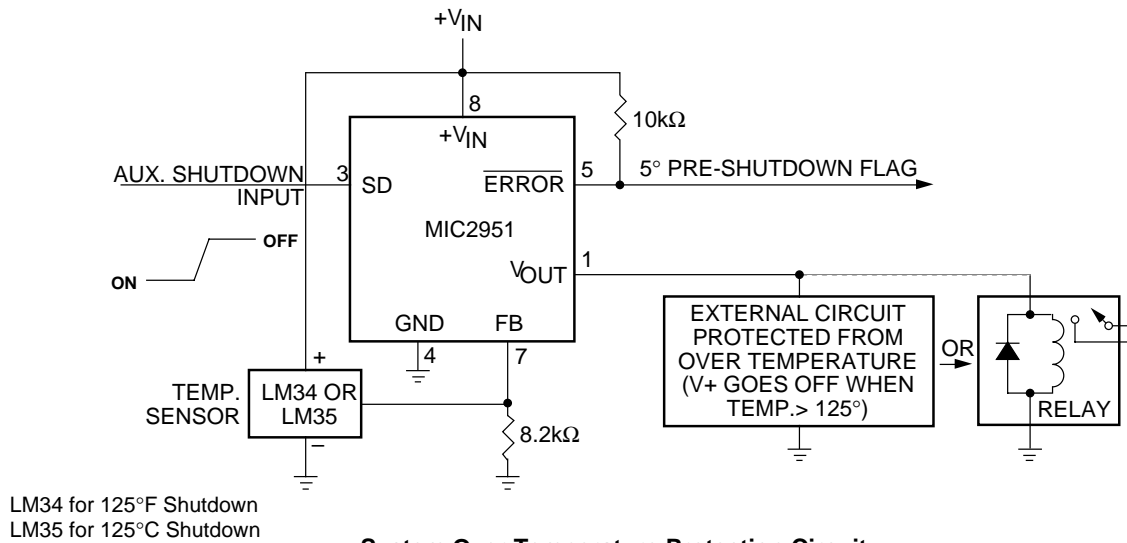 +VIN
8
+VIN
10kΩ
AUX. SHUTDOWN
INPUT
3
SD
ERROR
5
5° PRE-SHUTDOWN FLAG
MIC2951
OFF
ON
VOUT
1
GND
FB
4
7
EXTERNAL CIRCUIT
PROTECTED FROM
OVER TEMPERATURE
(V+ GOES OFF WHEN
TEMP.> 125°)
OR
RELAY
+
TEMP.
SENSOR
LM34 OR
LM35
–
8.2kΩ
LM34 for 125°F Shutdown
LM35 for 125°C Shutdown